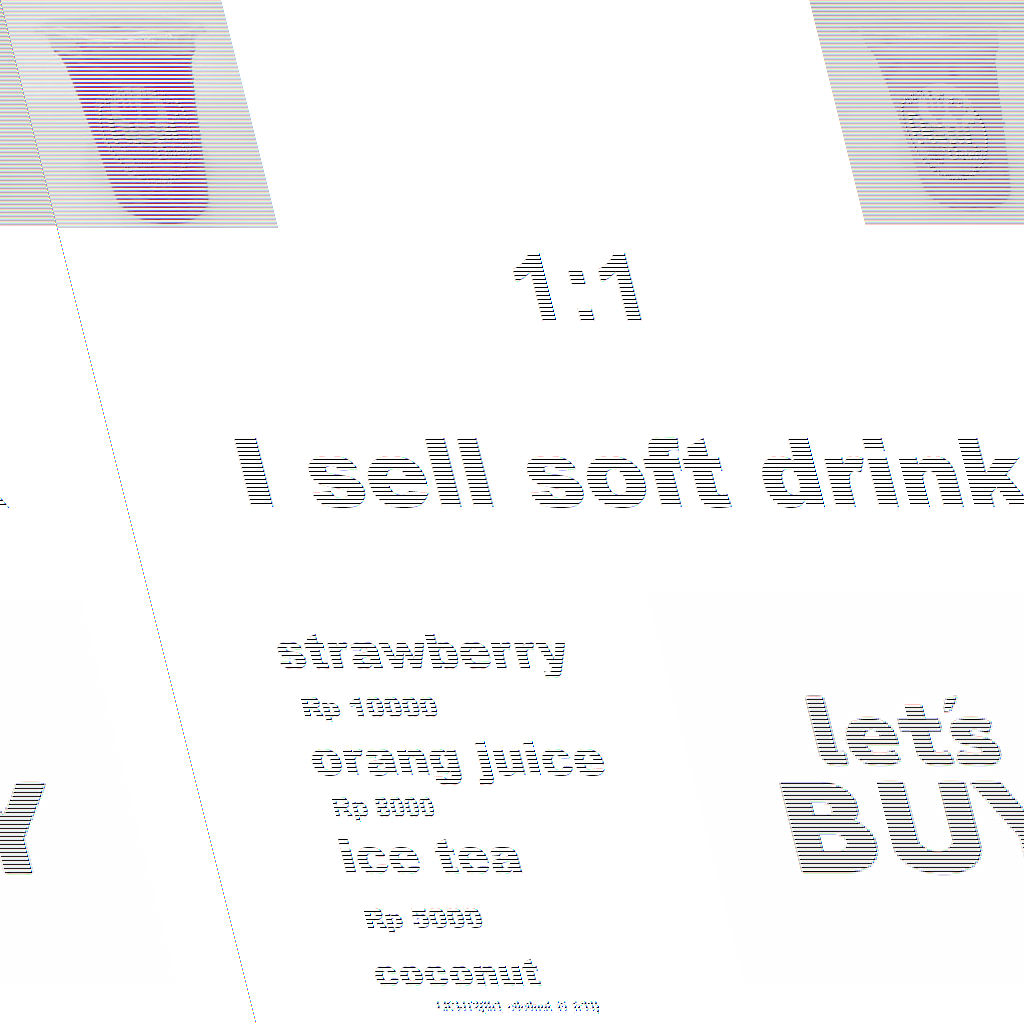 1:1
I sell soft drink
strawberry
Rp 10000
orang juice
Rp 8000
ice tea
Rp 5000
coconut
let's
BUY
Y